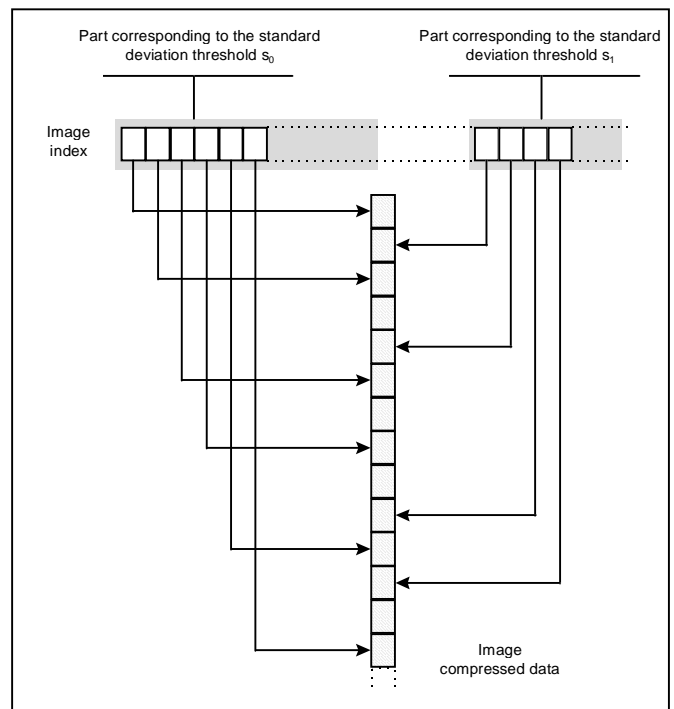 Part corresponding to the standard
deviation threshold s₀
Part corresponding to the standard
deviation threshold s₁
Image
index
Image
compressed data